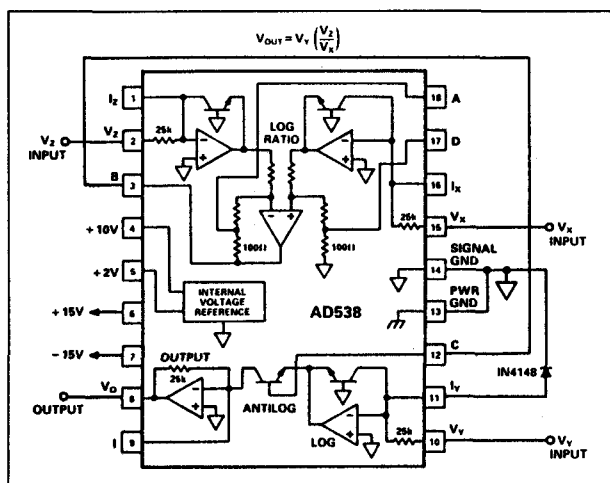 V_OUT = V_Y (V_Z / V_X)
I_Z
1
V_Z
INPUT
V_Z
2
25k
B
3
+10V
4
+2V
5
+15V
6
-15V
7
V_O
OUTPUT
8
I
9
LOG
RATIO
100Ω
100Ω
INTERNAL
VOLTAGE
REFERENCE
AD538
OUTPUT
25k
ANTILOG
LOG
25k
25k
18
A
17
D
16
I_X
15
V_X
V_X
INPUT
14
SIGNAL
GND
13
PWR
GND
12
C
IN4148
11
I_Y
10
V_Y
V_Y
INPUT